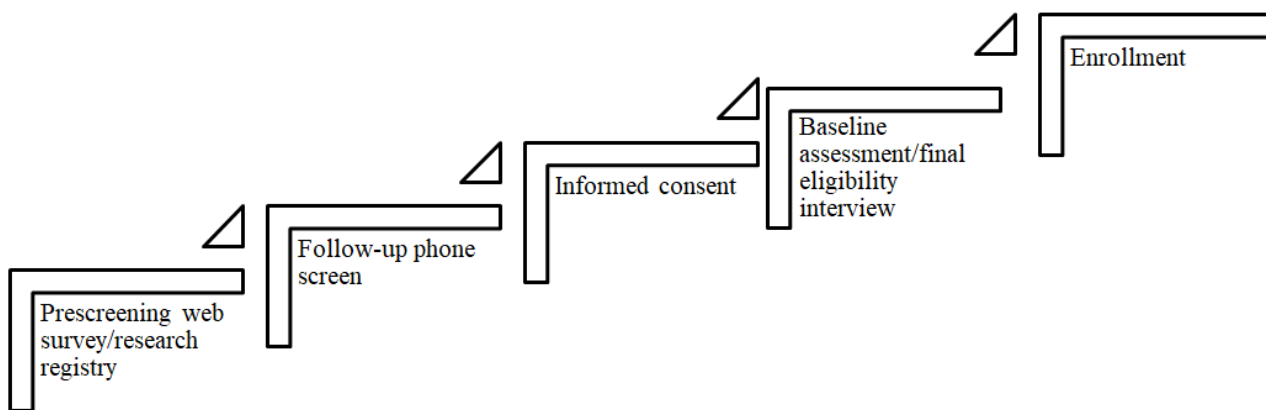 Prescreening web
survey/research
registry
Follow-up phone
screen
Informed consent
Baseline
assessment/final
eligibility
interview
Enrollment